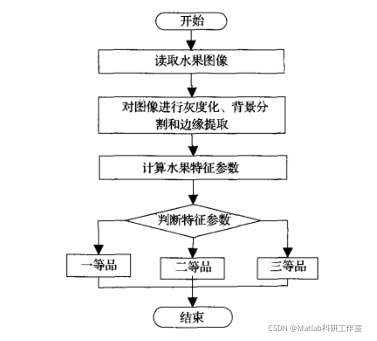 开始
读取水果图像
对图像进行灰度化、背景分
割和边缘提取
计算水果特征参数
判断特征参数
一等品
二等品
三等品
结束
CSDN @Matlab科研工作室